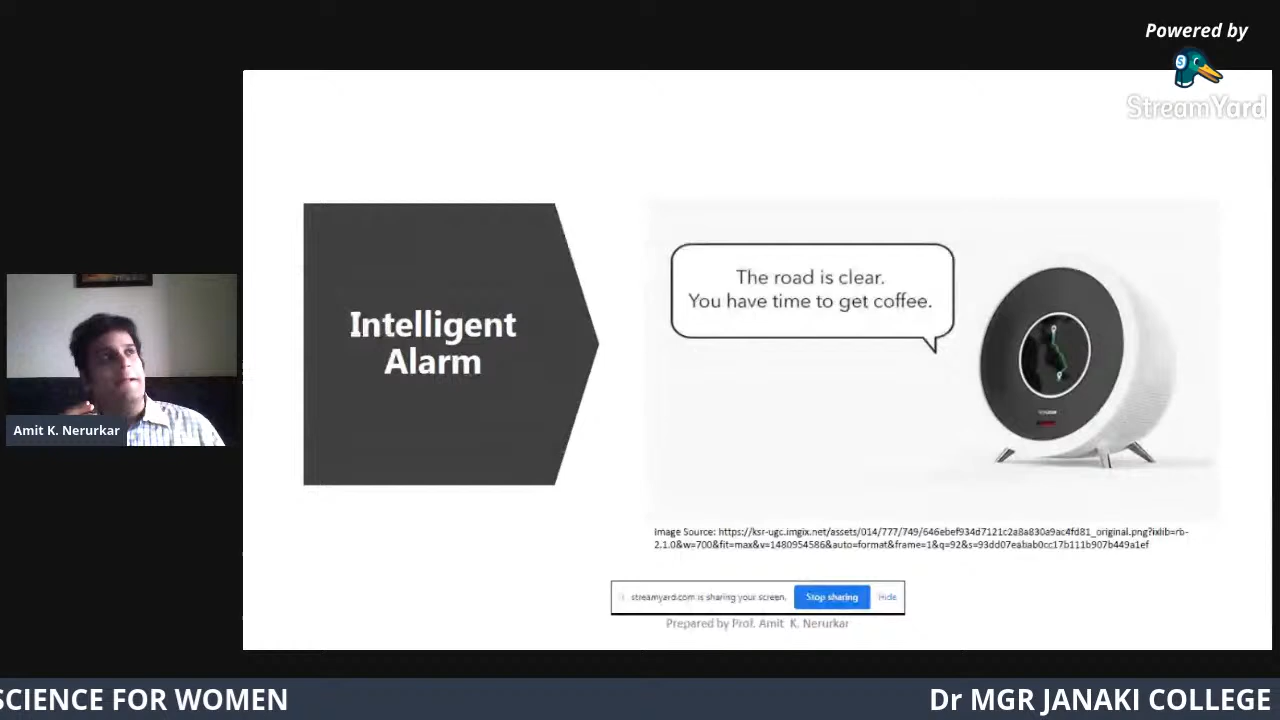 Powered by
StreamYard
The road is clear.
You have time to get coffee.
Intelligent
Alarm
Amit K. Nerurkar
Image Source: https://ksr-ugc.imgix.net/assets/014/777/749/646ebef934d7121c2a8a830a9ac4fd81_original.png?ixlib=rb-
2.1.0&w=700&fit=max&v=1480954586&auto=format&frame=1&q=92&s=93dd07eabab0cc17b111b907b449a1ef
streamyard.com is sharing your screen.
Stop sharing
Hide
Prepared by Prof. Amit K. Nerurkar
SCIENCE FOR WOMEN
Dr MGR JANAKI COLLEGE